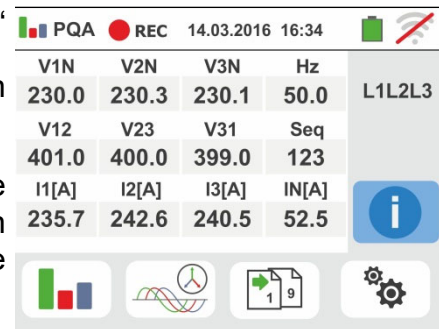 “
PQA REC 14.03.2016 16:34
V1N V2N V3N Hz
230.0 230.3 230.1 50.0 L1L2L3
V12 V23 V31 Seq
401.0 400.0 399.0 123
I1[A] I2[A] I3[A] IN[A]
235.7 242.6 240.5 52.5
i
1 9